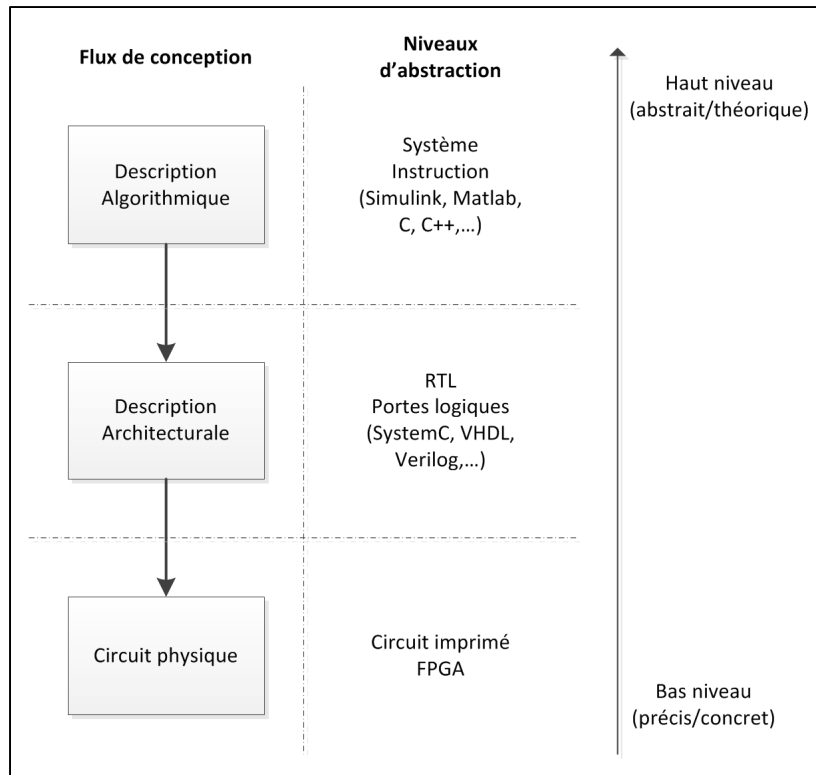 Flux de conception
Niveaux
d’abstraction
Haut niveau
(abstrait/théorique)
Description
Algorithmique
Système
Instruction
(Simulink, Matlab,
C, C++,…)
Description
Architecturale
RTL
Portes logiques
(SystemC, VHDL,
Verilog,…)
Circuit physique
Circuit imprimé
FPGA
Bas niveau
(précis/concret)